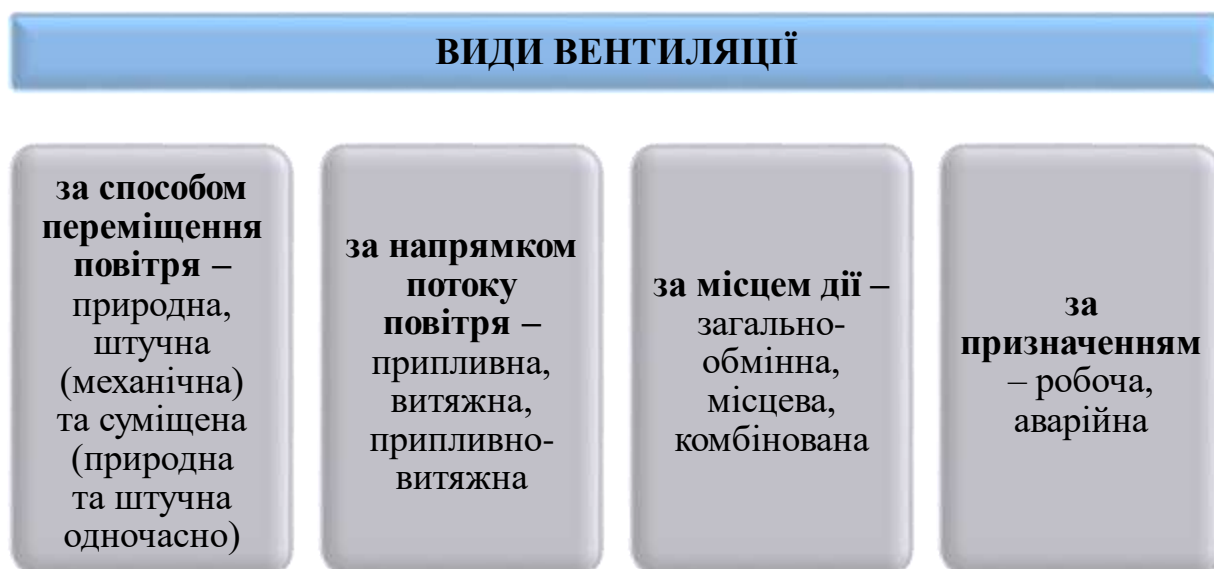 ВИДИ ВЕНТИЛЯЦІЇ
за способом
переміщення
повітря –
природна,
штучна
(механічна)
та суміщена
(природна
та штучна
одночасно)
за напрямком
потоку
повітря –
припливна,
витяжна,
припливно-
витяжна
за місцем дії –
загально-
обмінна,
місцева,
комбінована
за
призначенням
– робоча,
аварійна